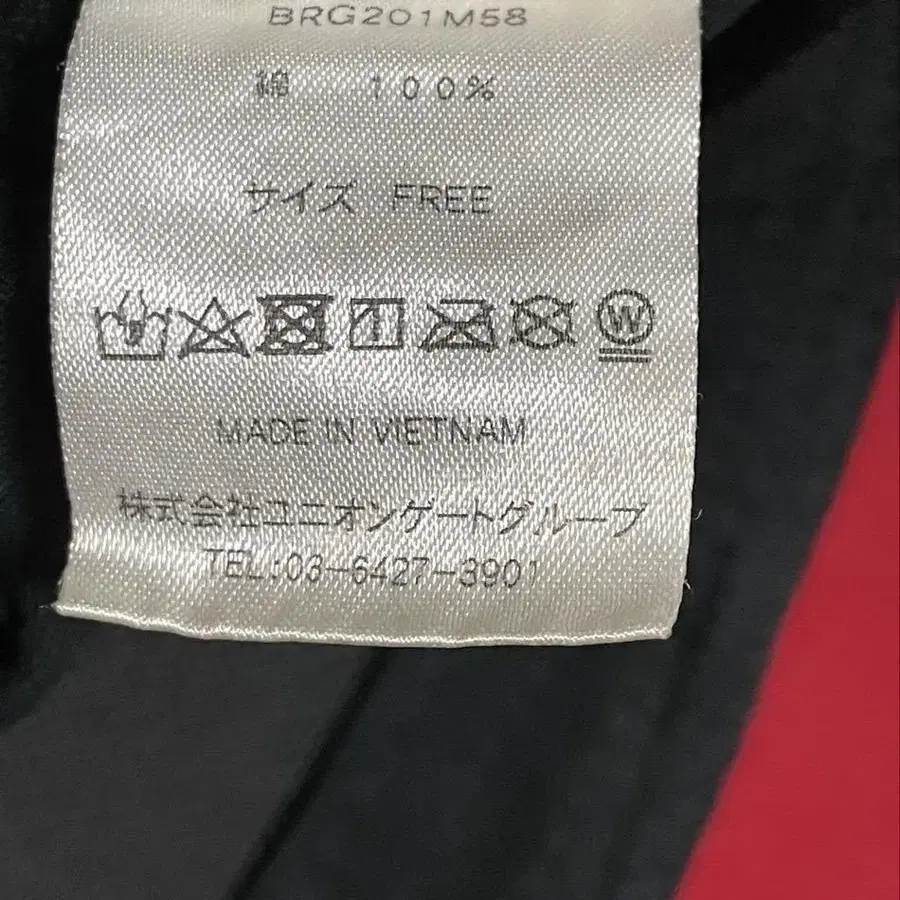 BRG201M58
綿 100%
サイズ FREE
W
MADE IN VIETNAM
株式会社ユニオンゲートグループ
TEL:03-6427-3901